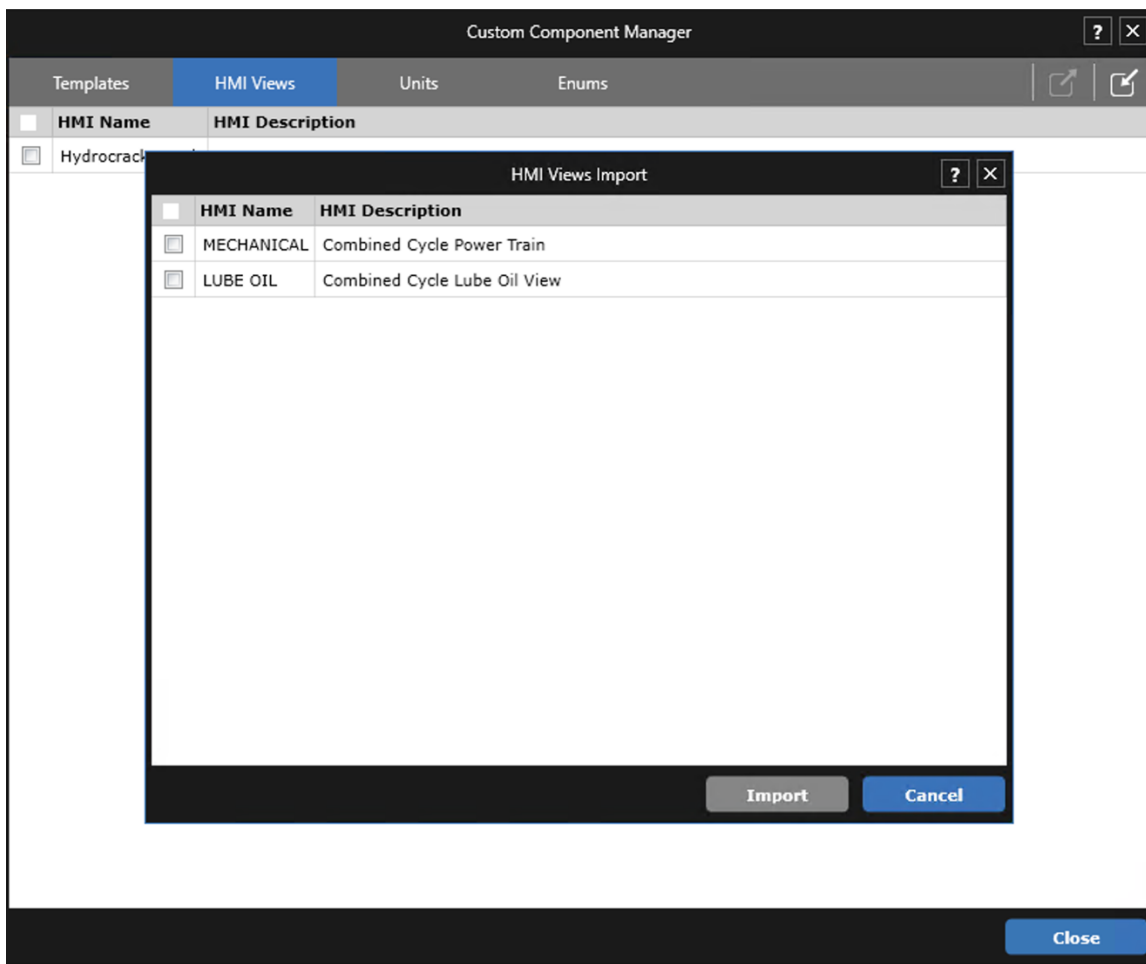 Custom Component Manager ?
Templates HMI Views Units Enums
HMI Name HMI Description
HMI Views Import ?
HMI Name HMI Description
MECHANICAL Combined Cycle Power Train
LUBE OIL Combined Cycle Lube Oil View
Import Cancel
Close